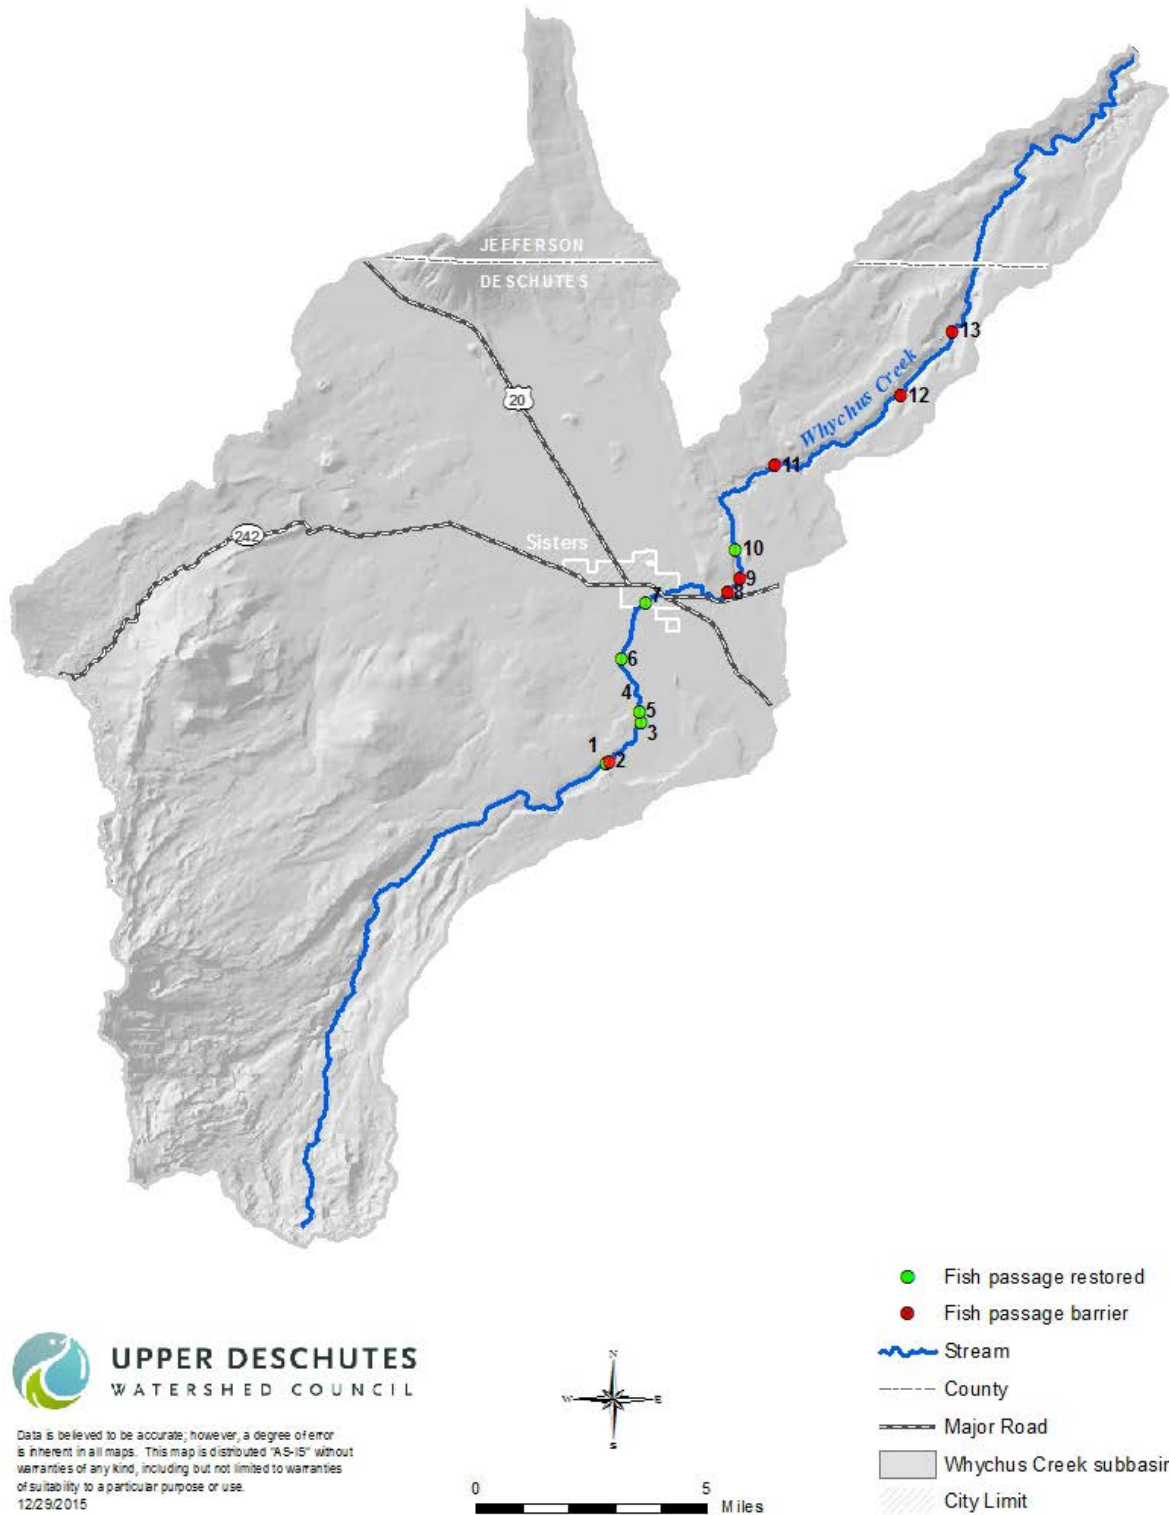 JEFFERSON
DESCHUTES
20
13
Whychus Creek
12
11
242
Sisters
10
9
8
7
6
4
5
3
1
2
Fish passage restored
Fish passage barrier
Stream
County
Major Road
Whychus Creek subbasin
City Limit
UPPER DESCHUTES
WATERSHED COUNCIL
Data is believed to be accurate; however, a degree of error
is inherent in all maps. This map is distributed "AS-IS" without
warranties of any kind, including but not limited to warranties
of suitability to a particular purpose or use.
12/29/2015
N
W
E
S
0
5
Miles